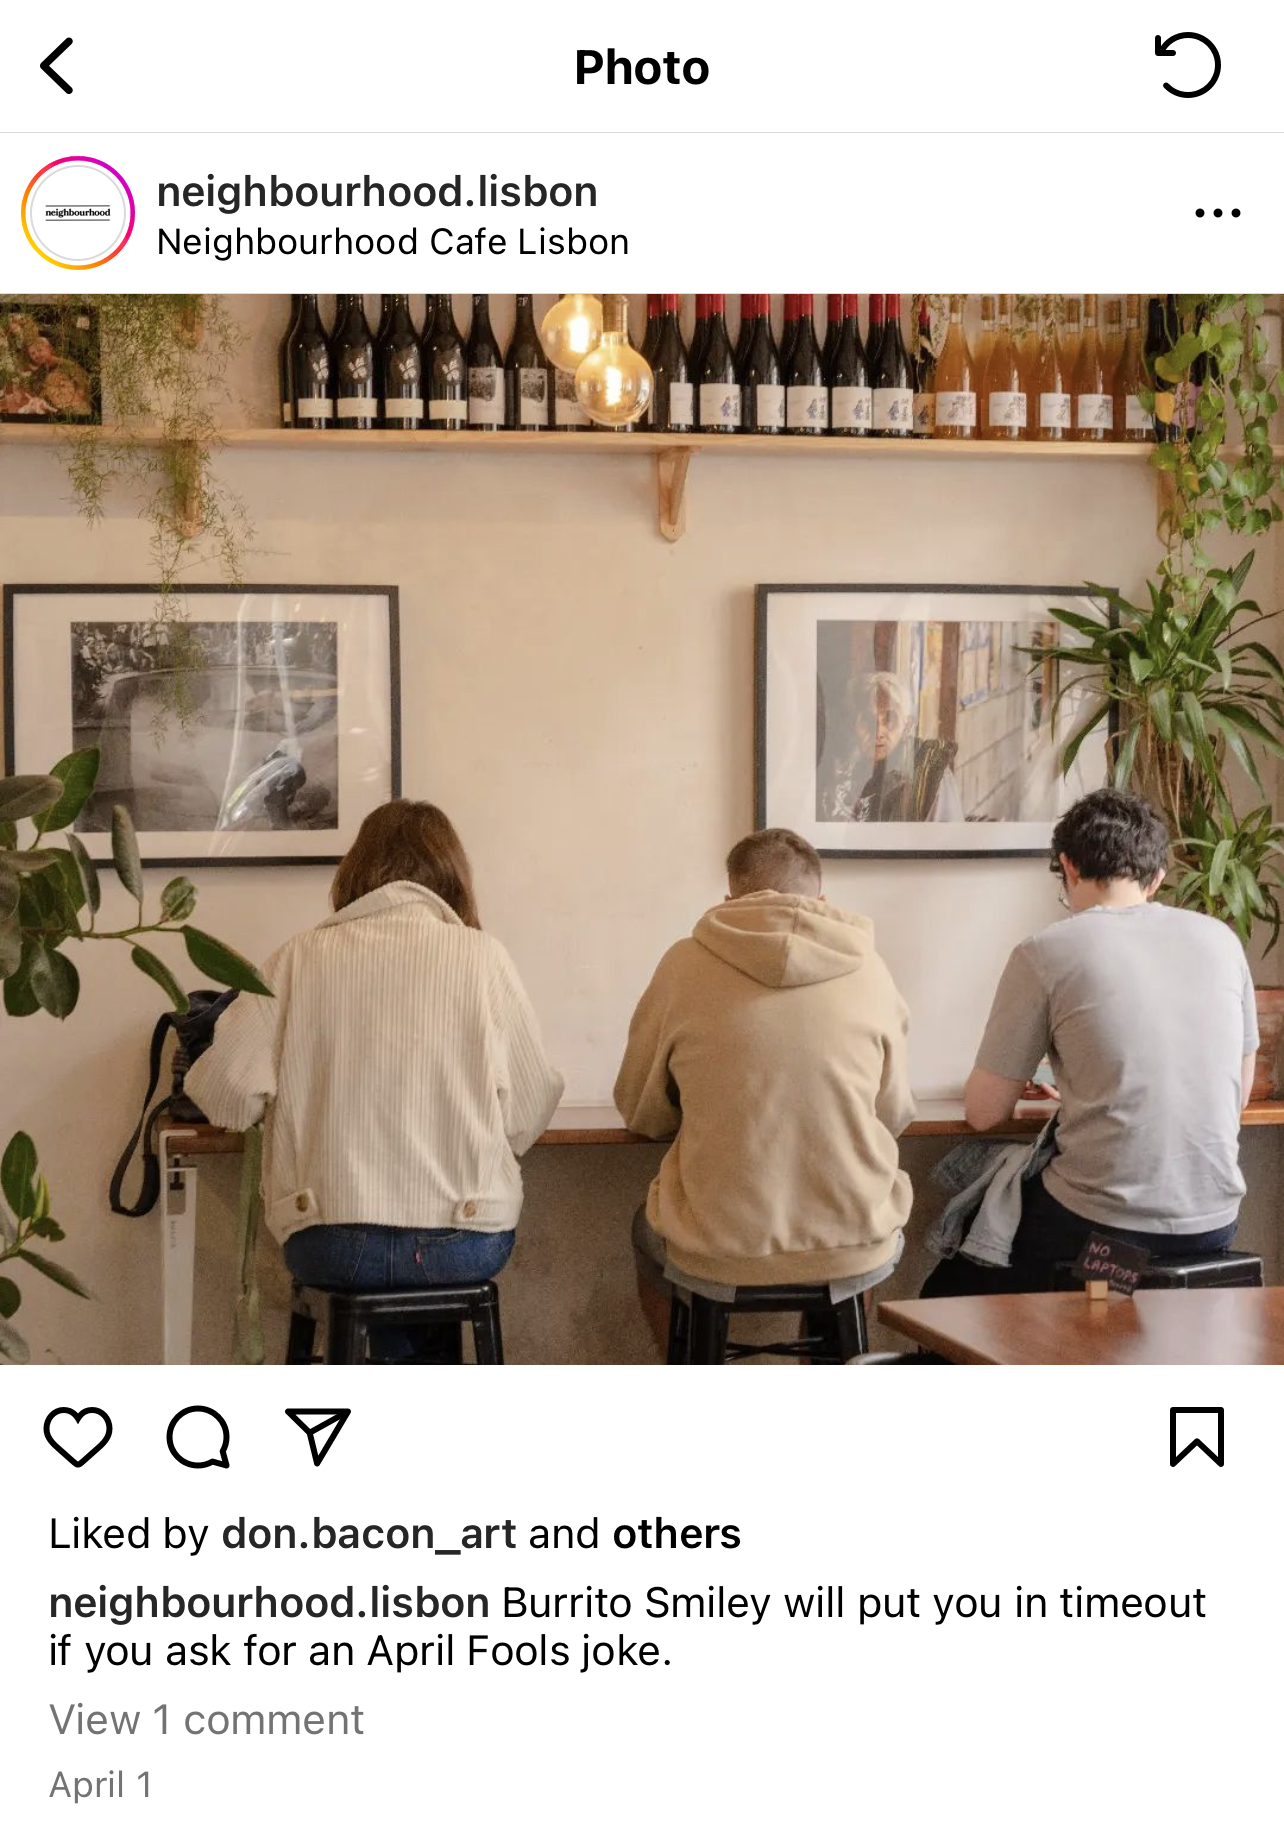 Photo
neighbourhood
neighbourhood.lisbon
Neighbourhood Cafe Lisbon
NO
LAPTOPS
Liked by don.bacon_art and others
neighbourhood.lisbon Burrito Smiley will put you in timeout
if you ask for an April Fools joke.
View 1 comment
April 1